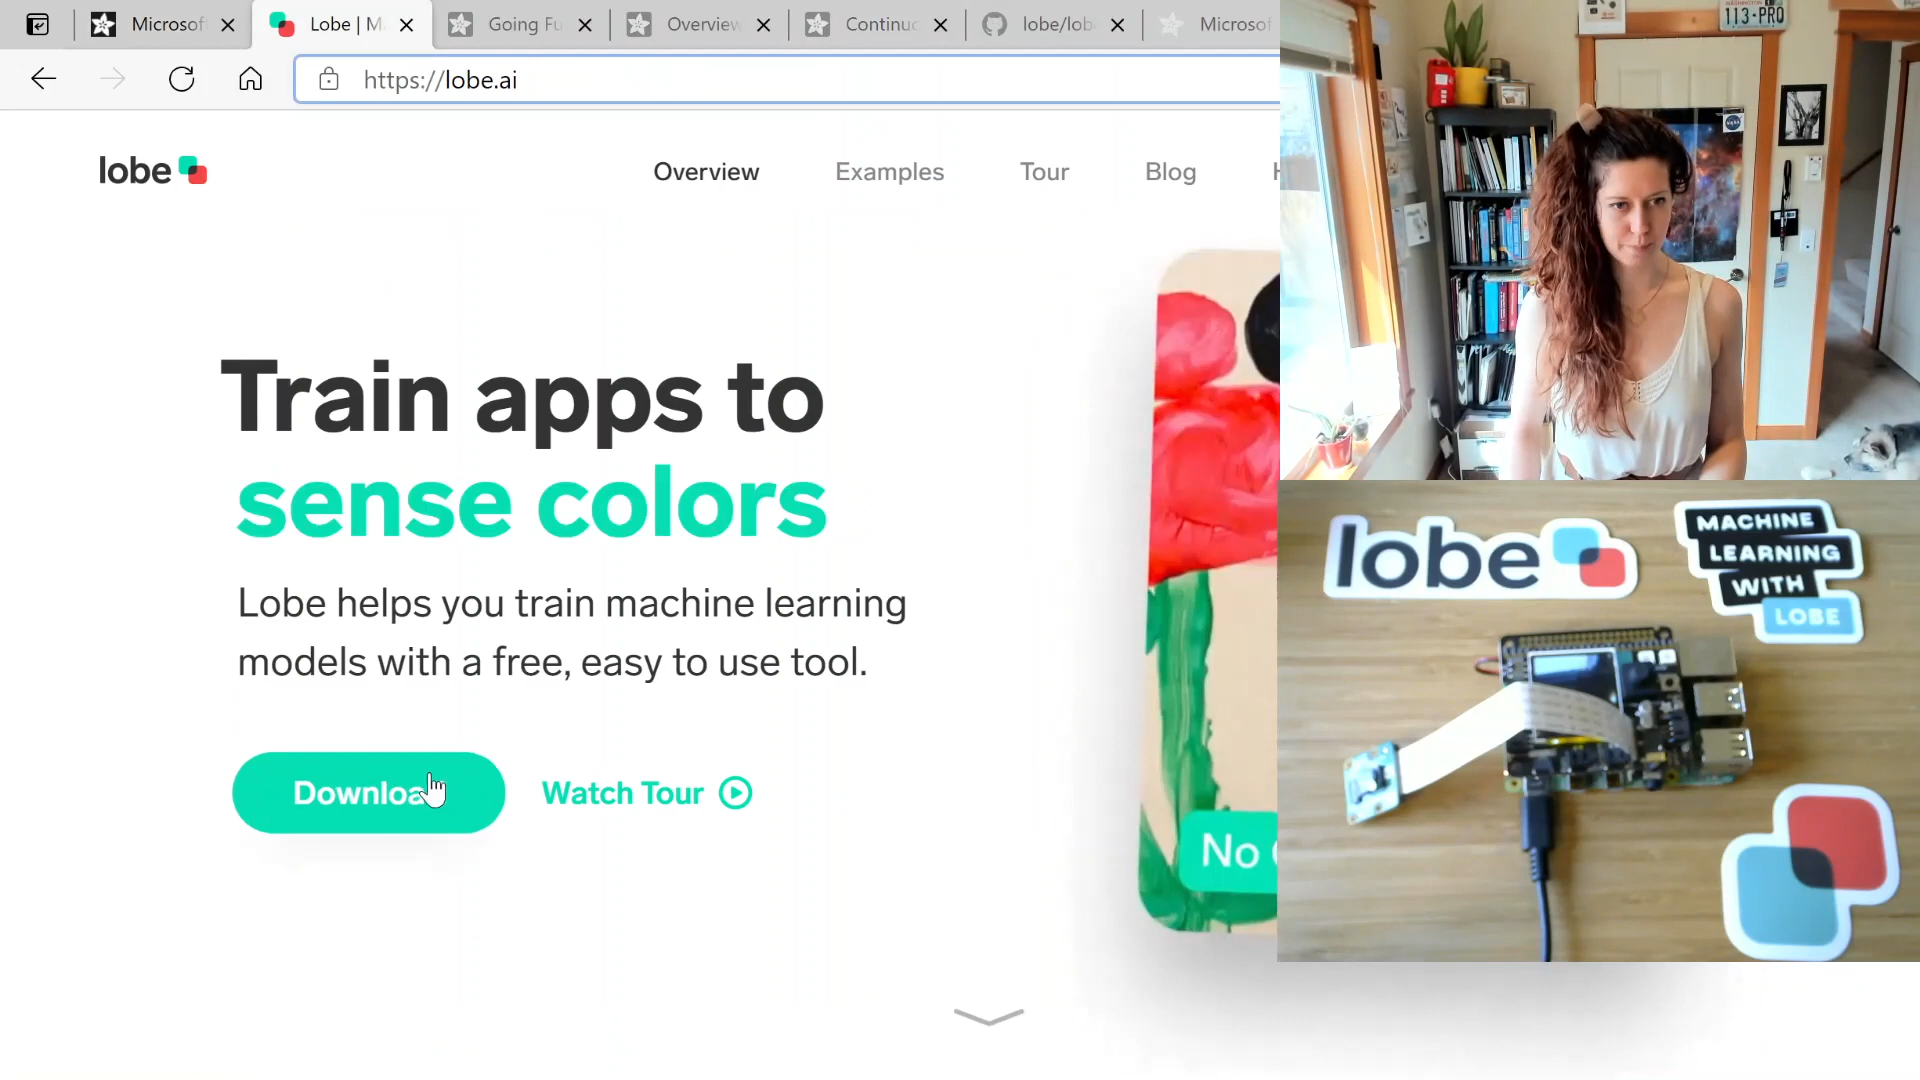 Microsof
Lobe | M
Going Fu
Overview
Continuc
lobe/lob
Microsof
https://lobe.ai
lobe
Overview
Examples
Tour
Blog
Train apps to
sense colors
Lobe helps you train machine learning
models with a free, easy to use tool.
Download
Watch Tour
No
113-PRO
lobe
MACHINE
LEARNING
WITH
LOBE